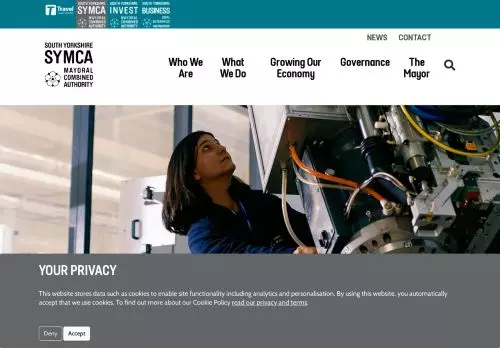 Travel
SOUTH YORKSHIRE
SYMCA
MAYORAL
COMBINED
AUTHORITY
SOUTH YORKSHIRE
INVEST
MAYORAL
COMBINED
AUTHORITY
SOUTH YORKSHIRE
BUSINESS
NEWS
CONTACT
SOUTH YORKSHIRE
SYMCA
MAYORAL
COMBINED
AUTHORITY
Who We
Are
What
We Do
Growing Our
Economy
Governance
The
Mayor
YOUR PRIVACY
This website stores data such as cookies to enable site functionality including analytics and personalisation. By using this website, you automatically
accept that we use cookies. To find out more about our Cookie Policy read our privacy and terms.
Deny
Accept